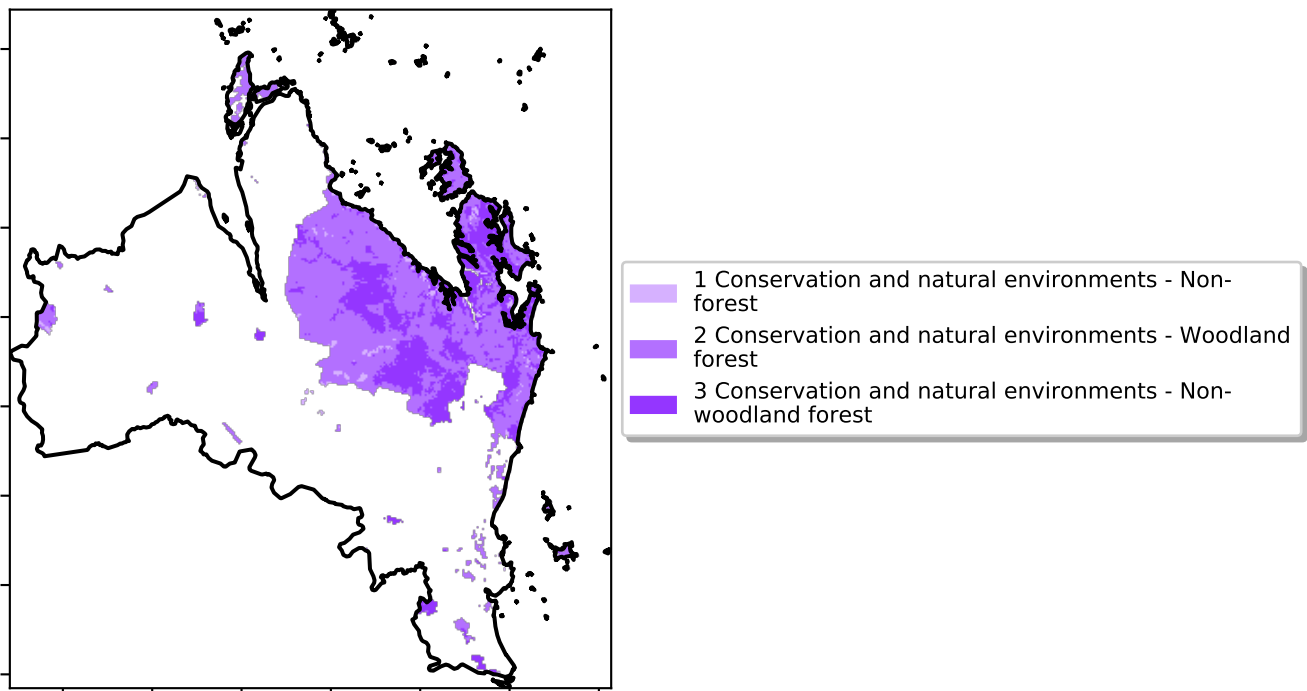 1 Conservation and natural environments - Non-
forest
2 Conservation and natural environments - Woodland
forest
3 Conservation and natural environments - Non-
woodland forest